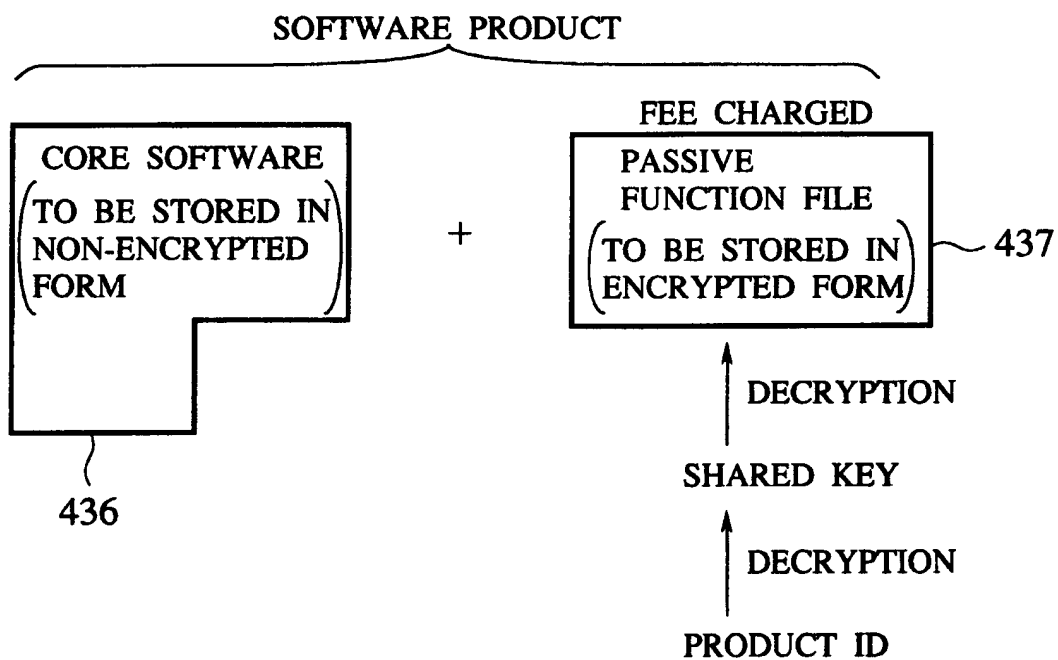 SOFTWARE PRODUCT
CORE SOFTWARE
(TO BE STORED IN
NON-ENCRYPTED
FORM)
436
+
FEE CHARGED
PASSIVE
FUNCTION FILE
(TO BE STORED IN
ENCRYPTED FORM)
437
DECRYPTION
SHARED KEY
DECRYPTION
PRODUCT ID